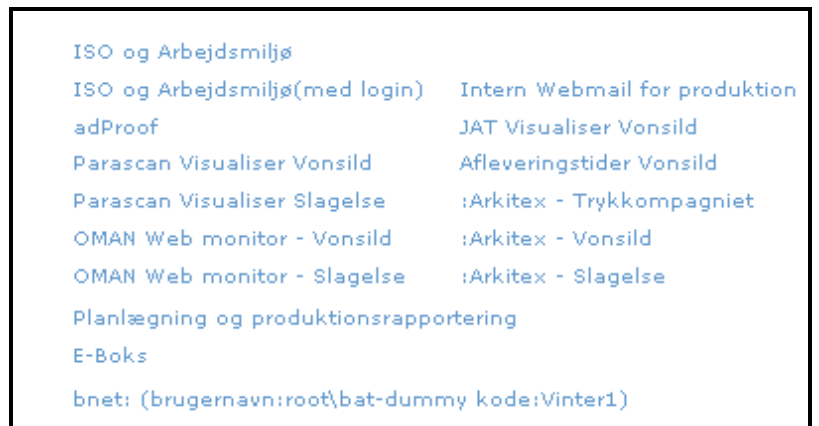 ISO og Arbejdsmiljø
ISO og Arbejdsmiljø(med login) Intern Webmail for produktion
adProof JAT Visualiser Vonsild
Parascan Visualiser Vonsild Afleveringstider Vonsild
Parascan Visualiser Slagelse :Arkitex - Trykkompagniet
OMAN Web monitor - Vonsild :Arkitex - Vonsild
OMAN Web monitor - Slagelse :Arkitex - Slagelse
Planlægning og produktionsrapportering
E-Boks
bnet: (brugernavn:root\bat-dummy kode:Vinter1)